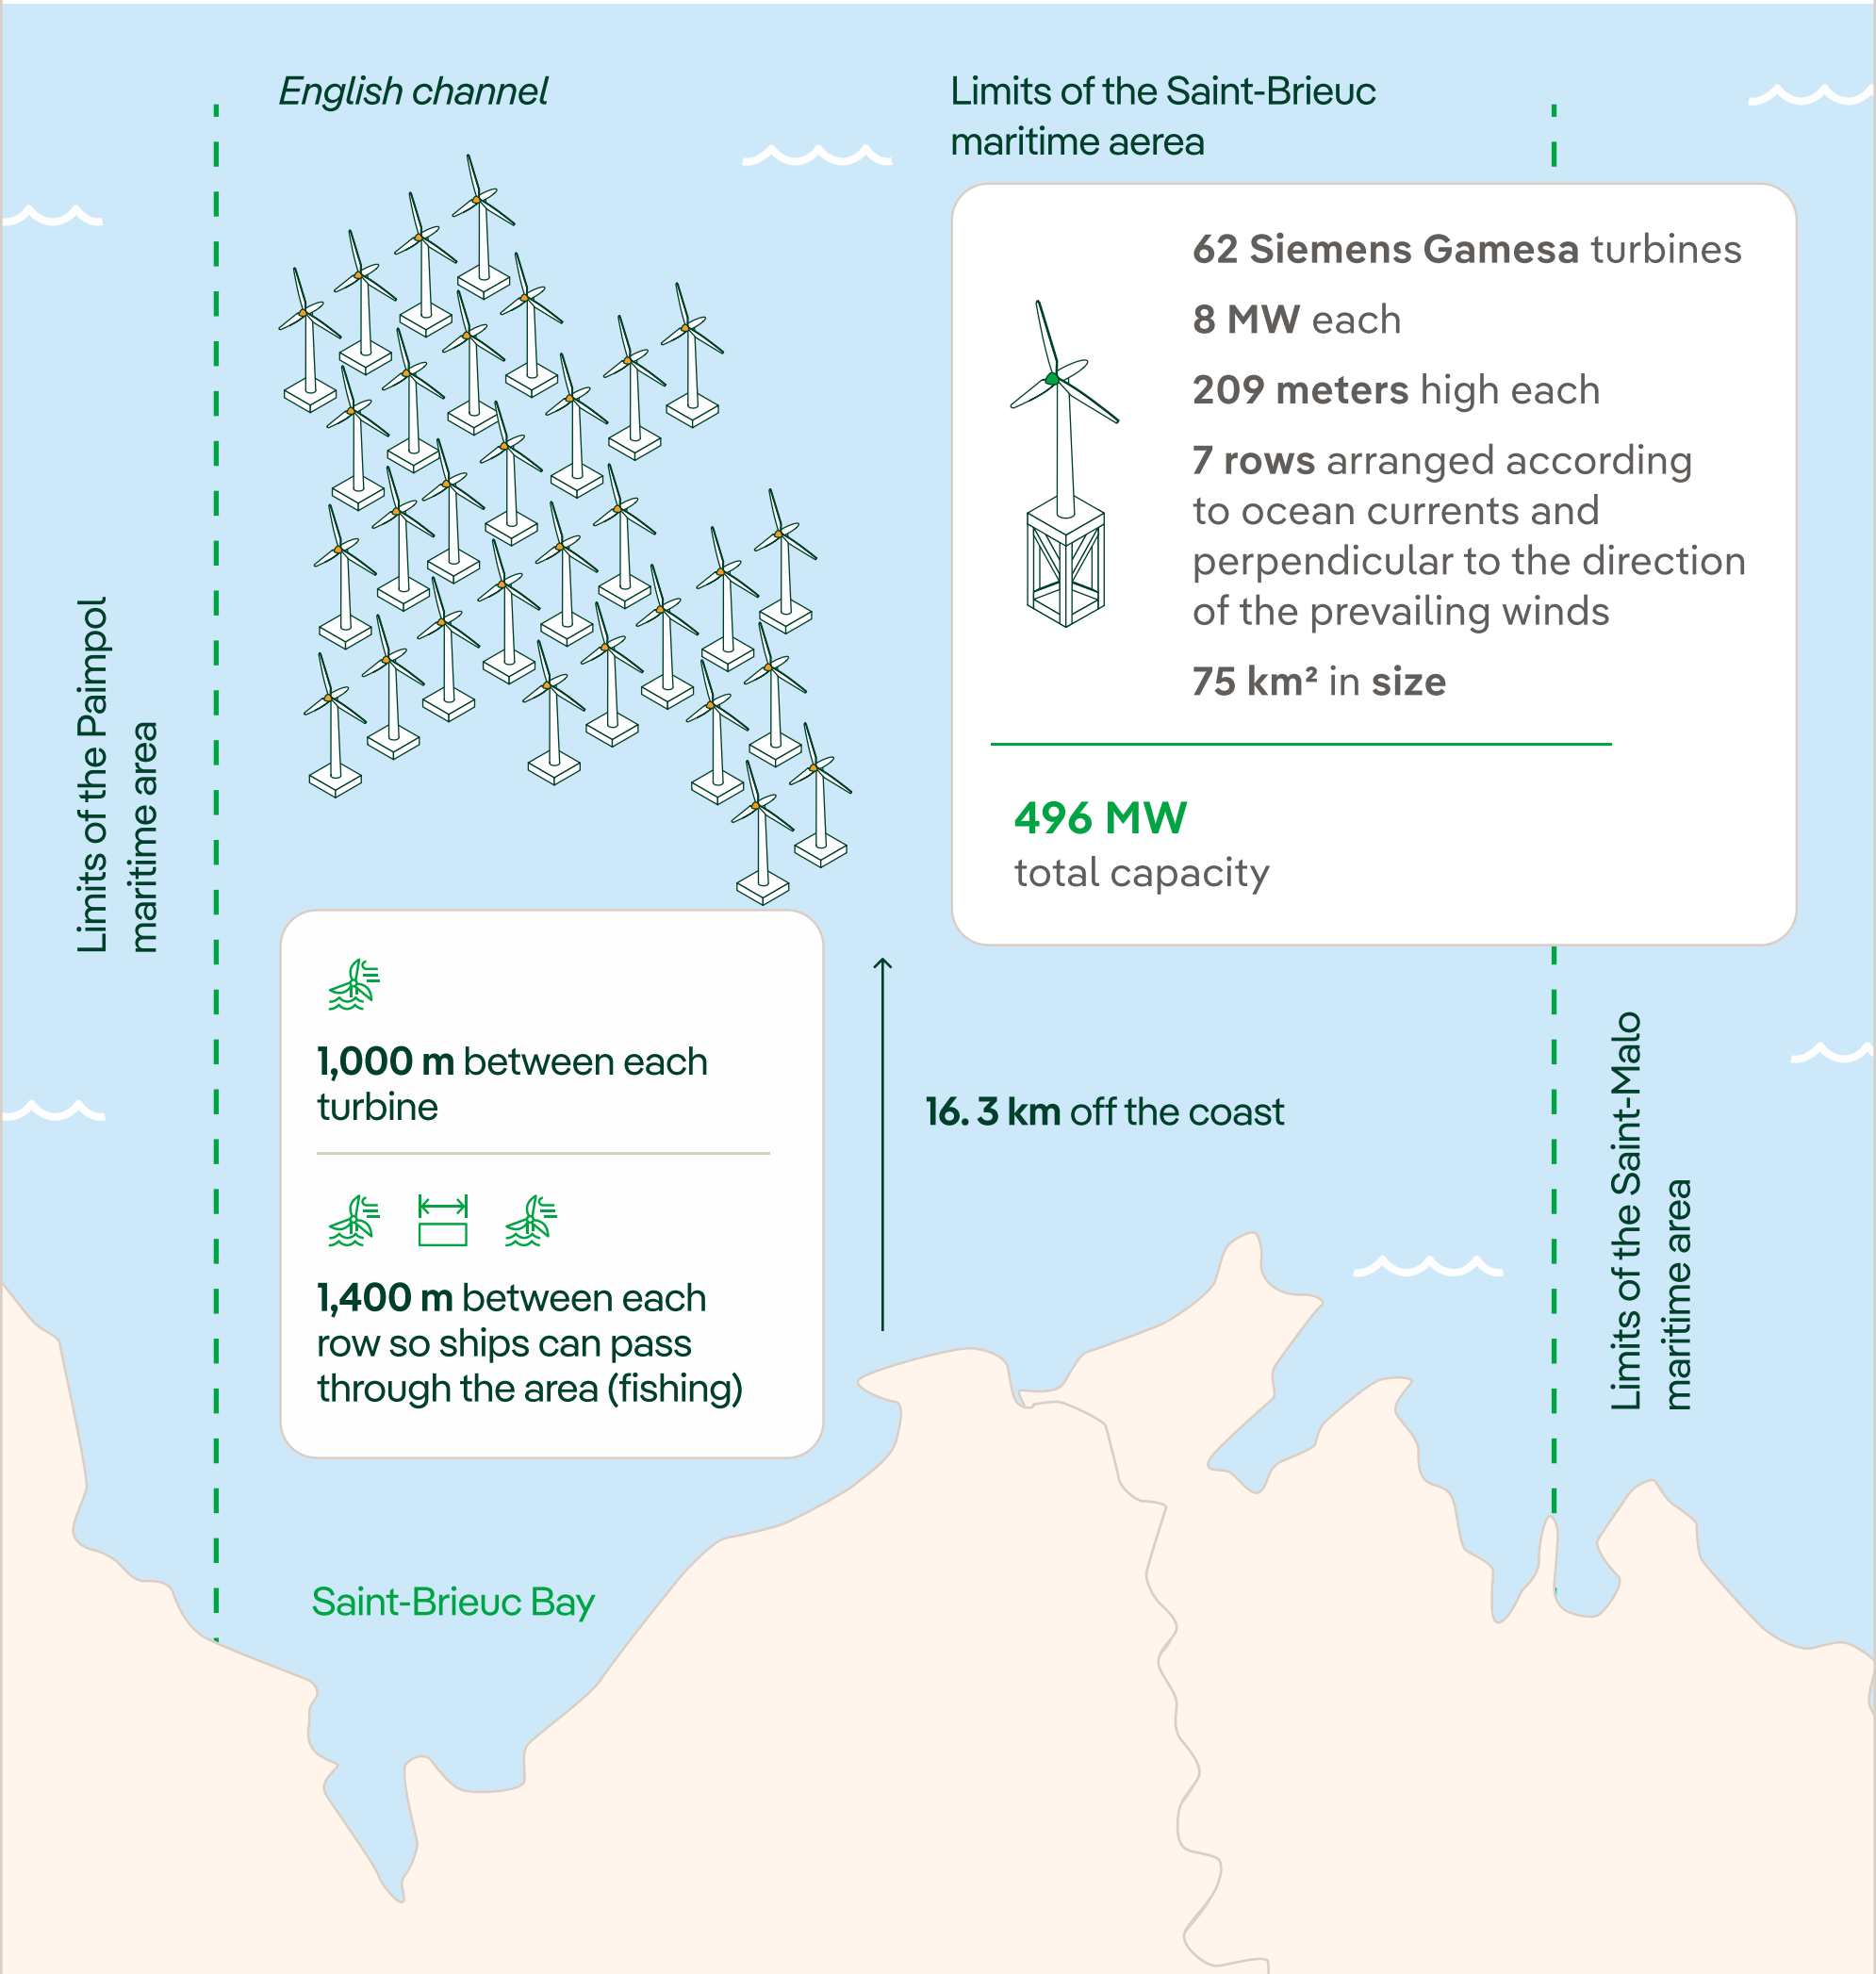 English channel
Limits of the Saint-Brieuc
maritime aerea
62 Siemens Gamesa turbines
8 MW each
209 meters high each
7 rows arranged according
to ocean currents and
perpendicular to the direction
of the prevailing winds
75 km² in size
496 MW
total capacity
Limits of the Paimpol
maritime area
1,000 m between each
turbine
1,400 m between each
row so ships can pass
through the area (fishing)
16. 3 km off the coast
Limits of the Saint-Malo
maritime area
Saint-Brieuc Bay